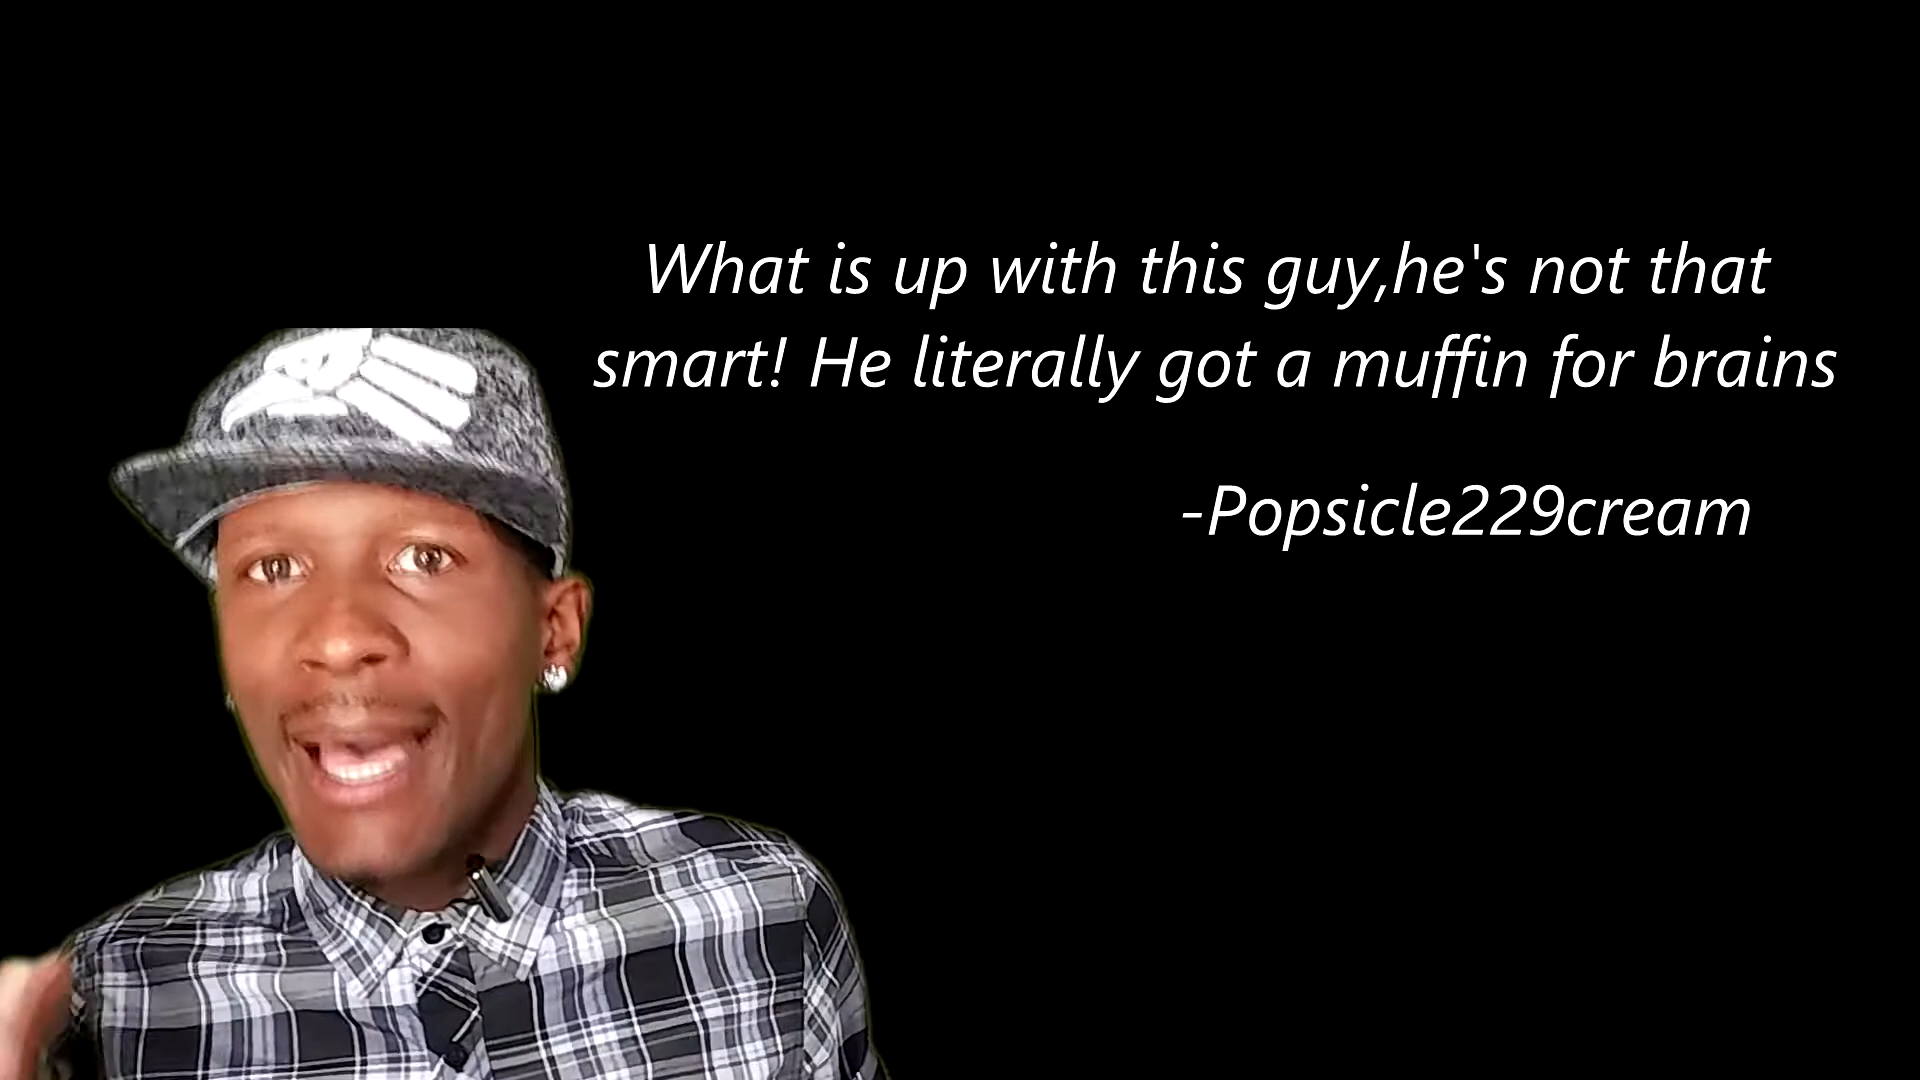 What is up with this guy,he's not that
smart! He literally got a muffin for brains
-Popsicle229cream